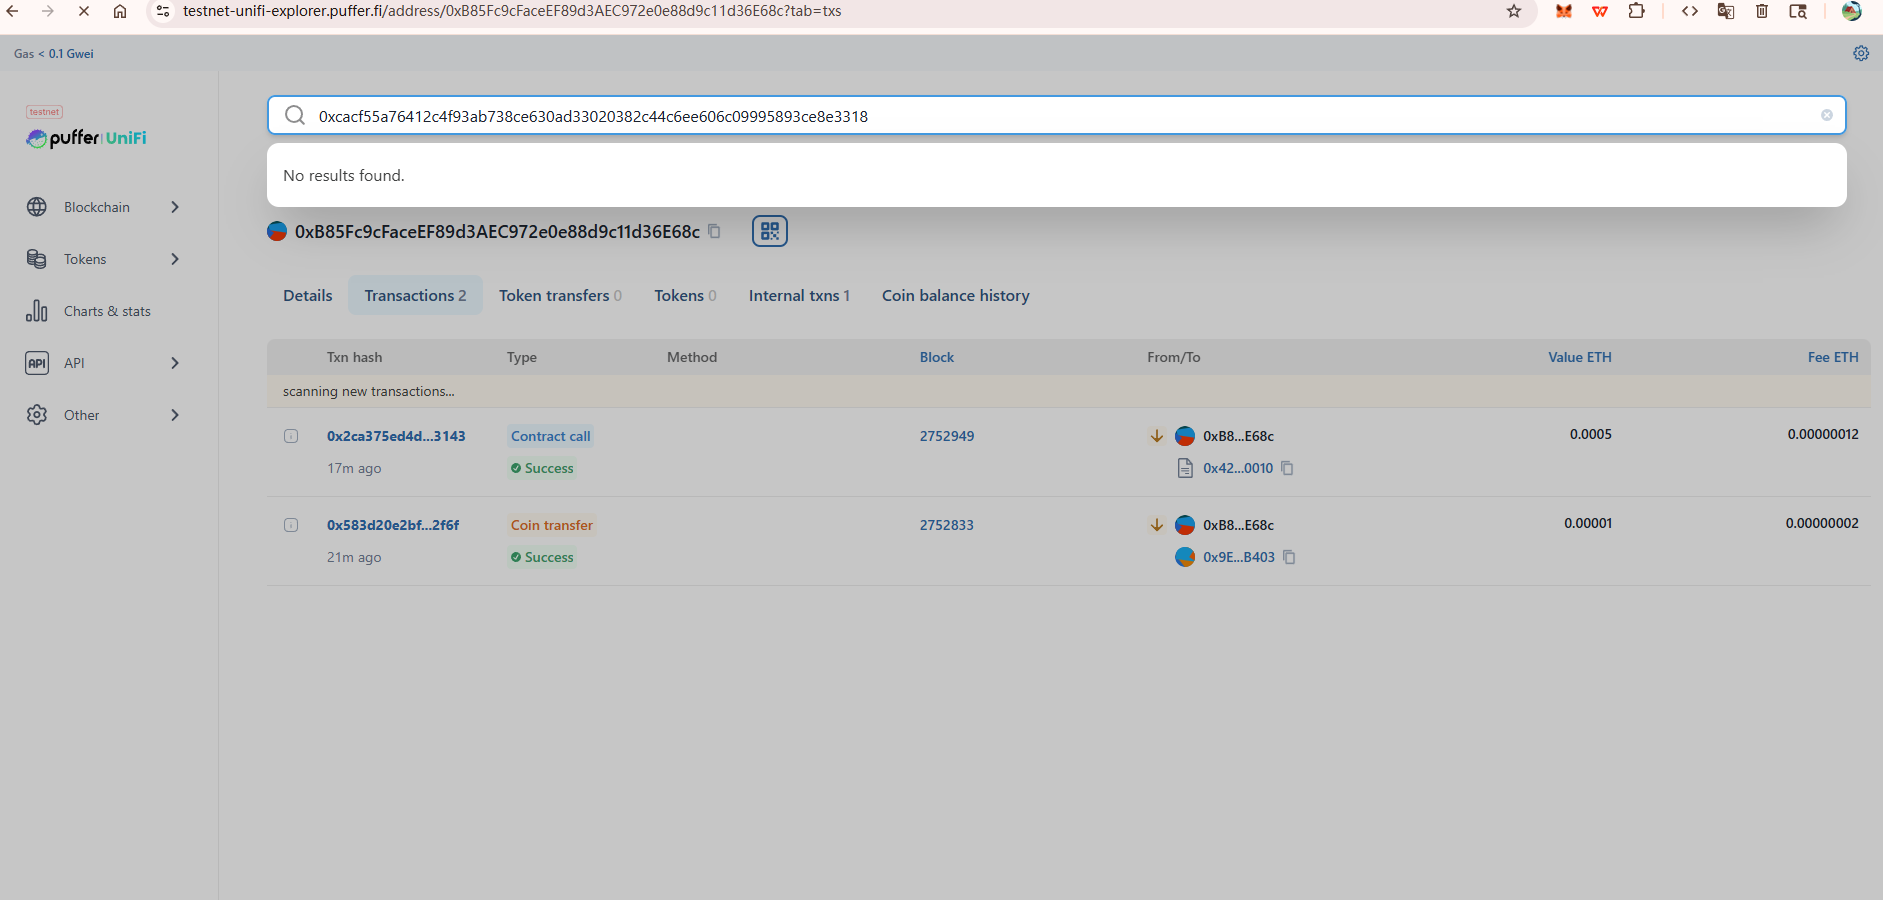 testnet-unifi-explorer.puffer.fi/address/0xB85Fc9cFaceEF89d3AEC972e0e88d9c11d36E68c?tab=txs
Gas < 0.1 Gwei
testnet
puffer UniFi
Blockchain
Tokens
Charts & stats
API API
Other
0xcacf55a76412c4f93ab738ce630ad33020382c44c6ee606c09995893ce8e3318
No results found.
0xB85Fc9cFaceEF89d3AEC972e0e88d9c11d36E68c
Details Transactions 2 Token transfers 0 Tokens 0 Internal txns 1 Coin balance history
Txn hash Type Method Block From/To Value ETH Fee ETH
scanning new transactions...
0x2ca375ed4d...3143 Contract call 2752949 0xB8...E68c 0.0005 0.00000012
17m ago Success 0x42...0010
0x583d20e2bf...2f6f Coin transfer 2752833 0xB8...E68c 0.00001 0.00000002
21m ago Success 0x9E...B403